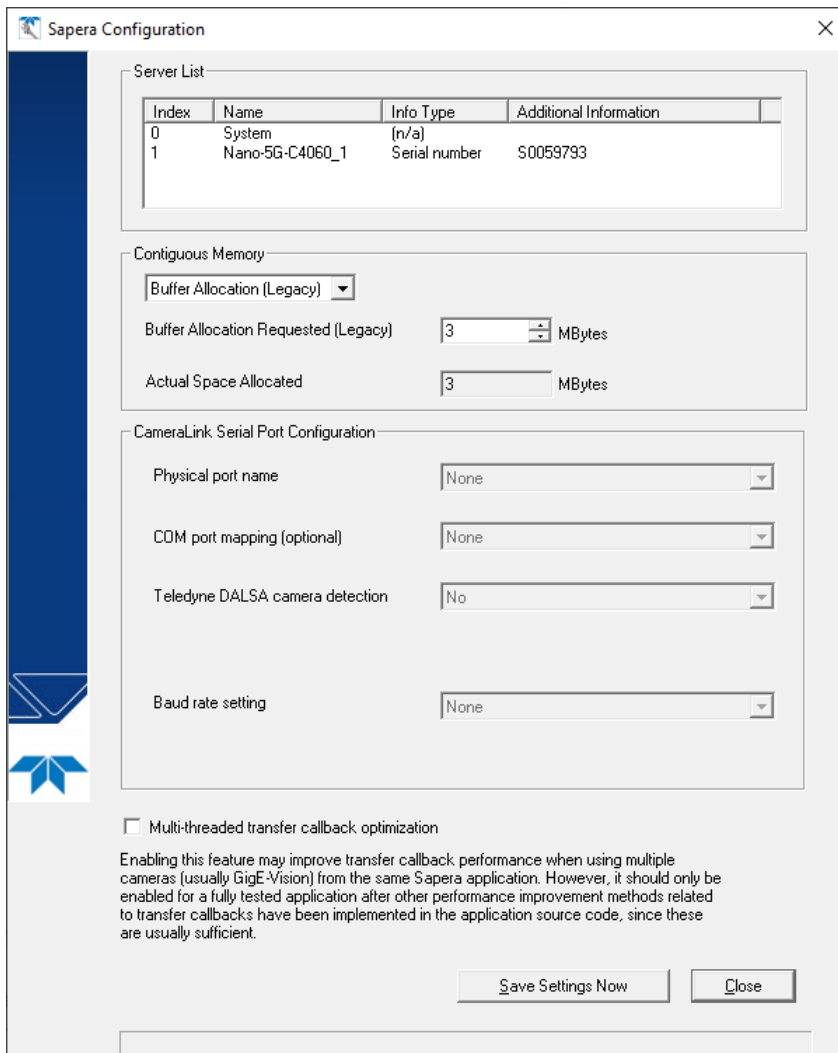 Sapera Configuration
Server List
Index Name Info Type Additional Information
0 System (n/a)
1 Nano-5G-C4060_1 Serial number S0059793
Contiguous Memory
Buffer Allocation (Legacy)
Buffer Allocation Requested (Legacy) 3 MBytes
Actual Space Allocated 3 MBytes
CameraLink Serial Port Configuration
Physical port name None
COM port mapping (optional) None
Teledyne DALSA camera detection No
Baud rate setting None
Multi-threaded transfer callback optimization
Enabling this feature may improve transfer callback performance when using multiple
cameras (usually GigE-Vision) from the same Sapera application. However, it should only be
enabled for a fully tested application after other performance improvement methods related
to transfer callbacks have been implemented in the application source code, since these
are usually sufficient.
Save Settings Now Close